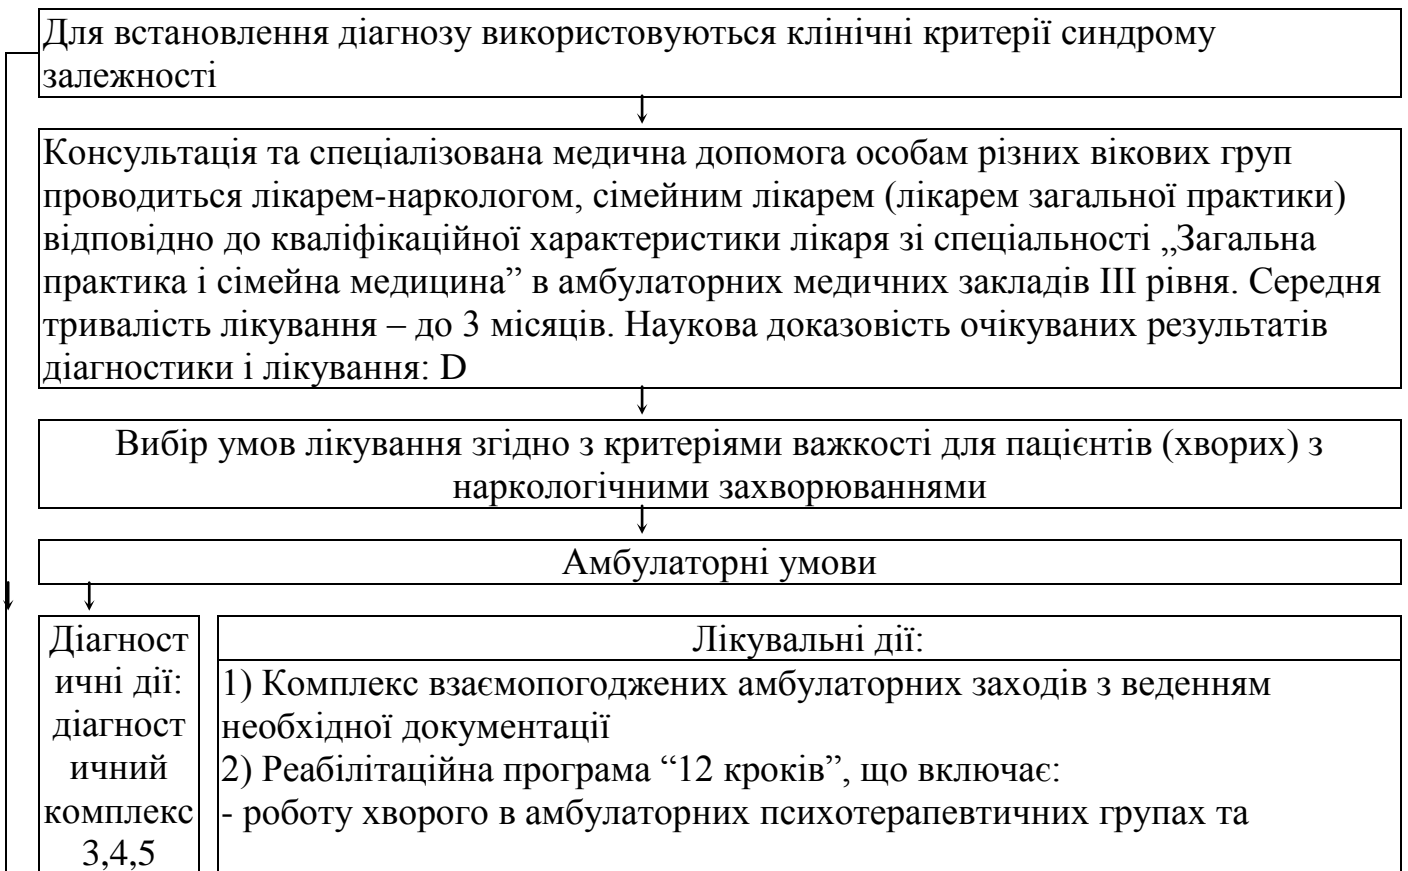 Для встановлення діагнозу використовуються клінічні критерії синдрому
залежності
Консультація та спеціалізована медична допомога особам різних вікових груп
проводиться лікарем-наркологом, сімейним лікарем (лікарем загальної практики)
відповідно до кваліфікаційної характеристики лікаря зі спеціальності „Загальна
практика і сімейна медицина” в амбулаторних медичних закладів III рівня. Середня
тривалість лікування – до 3 місяців. Наукова доказовість очікуваних результатів
діагностики і лікування: D
Вибір умов лікування згідно з критеріями важкості для пацієнтів (хворих) з
наркологічними захворюваннями
Амбулаторні умови
Діагност
ичні дії:
діагност
ичний
комплекс
3,4,5
Лікувальні дії:
1) Комплекс взаємопогоджених амбулаторних заходів з веденням
необхідної документації
2) Реабілітаційна програма “12 кроків”, що включає:
- роботу хворого в амбулаторних психотерапевтичних групах та